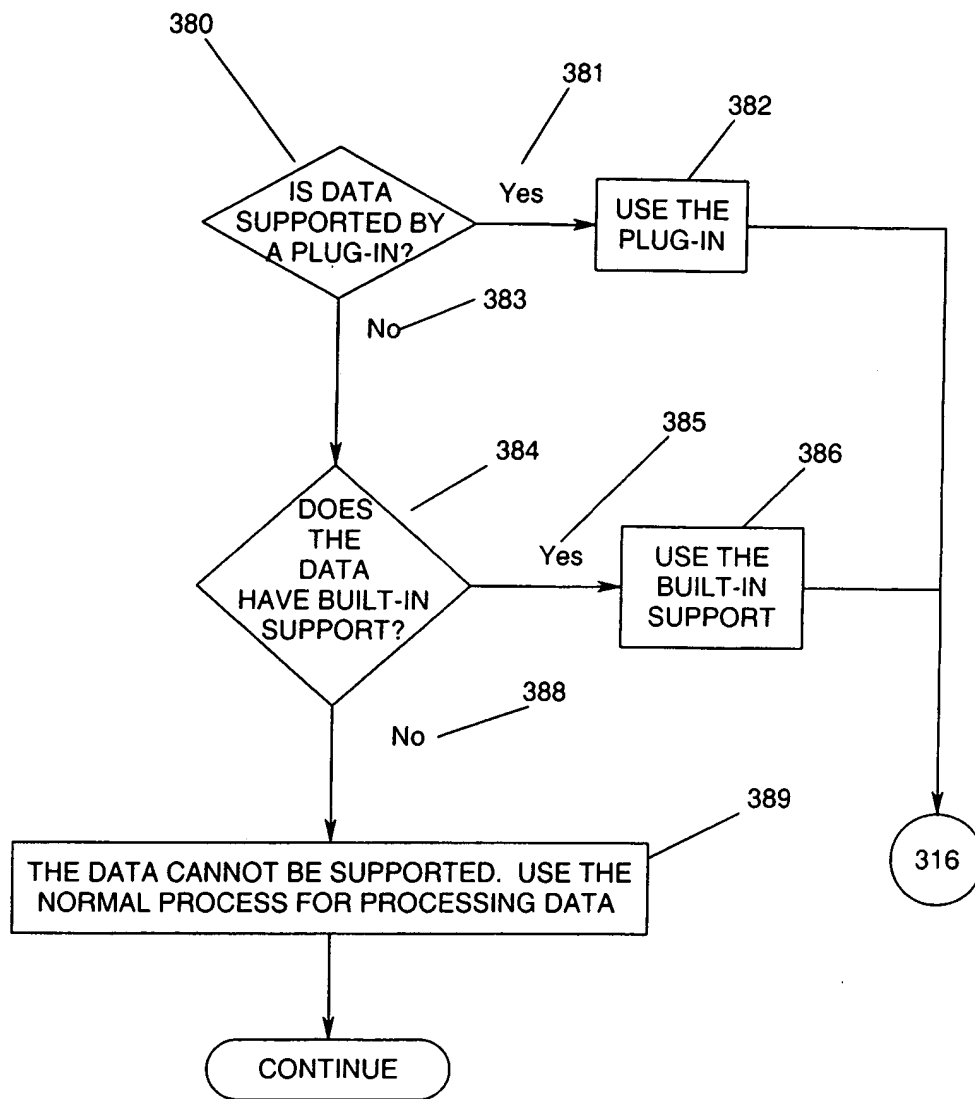 380
381
382
IS DATA
SUPPORTED BY
A PLUG-IN?
Yes
USE THE
PLUG-IN
No
383
384
385
386
DOES
THE
DATA
HAVE BUILT-IN
SUPPORT?
Yes
USE THE
BUILT-IN
SUPPORT
No
388
389
THE DATA CANNOT BE SUPPORTED. USE THE
NORMAL PROCESS FOR PROCESSING DATA
316
CONTINUE